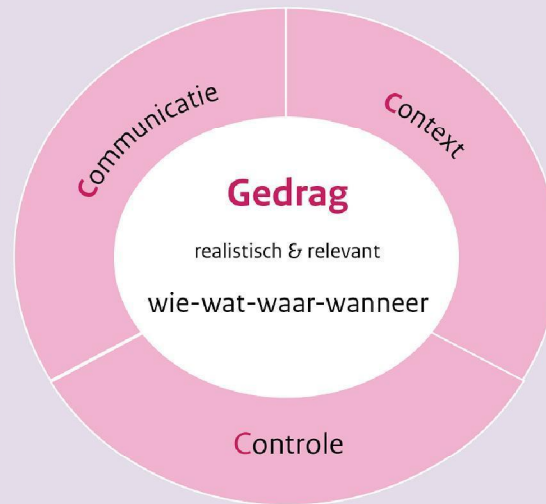 Communicatie
Context
Gedrag
realistisch & relevant
wie-wat-waar-wanneer
Controle